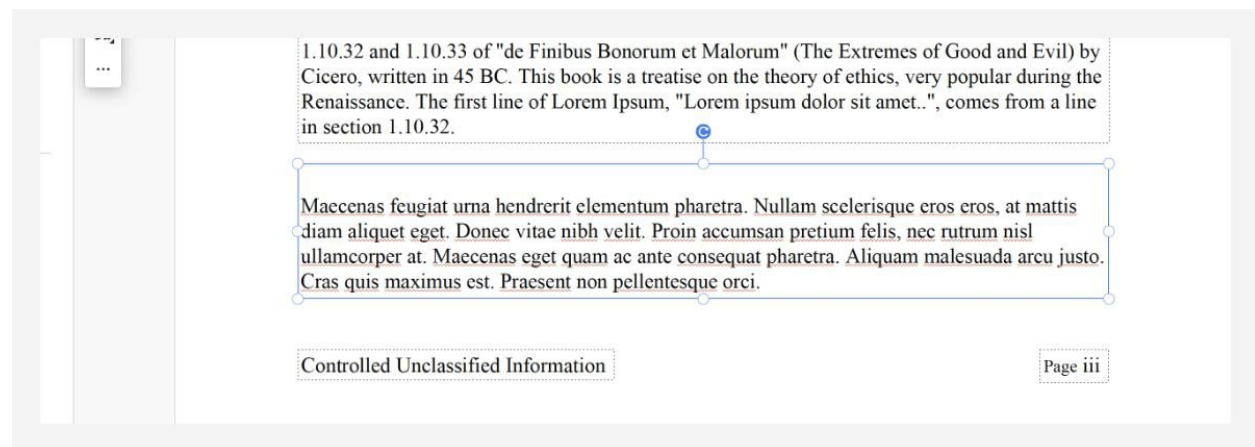 1.10.32 and 1.10.33 of "de Finibus Bonorum et Malorum" (The Extremes of Good and Evil) by
Cicero, written in 45 BC. This book is a treatise on the theory of ethics, very popular during the
Renaissance. The first line of Lorem Ipsum, "Lorem ipsum dolor sit amet..", comes from a line
in section 1.10.32.
Maecenas feugiat urna hendrerit elementum pharetra. Nullam scelerisque eros eros, at mattis
diam aliquet eget. Donec vitae nibh velit. Proin accumsan pretium felis, nec rutrum nisl
ullamcorper at. Maecenas eget quam ac ante consequat pharetra. Aliquam malesuada arcu justo.
Cras quis maximus est. Praesent non pellentesque orci.
Controlled Unclassified Information
Page iii